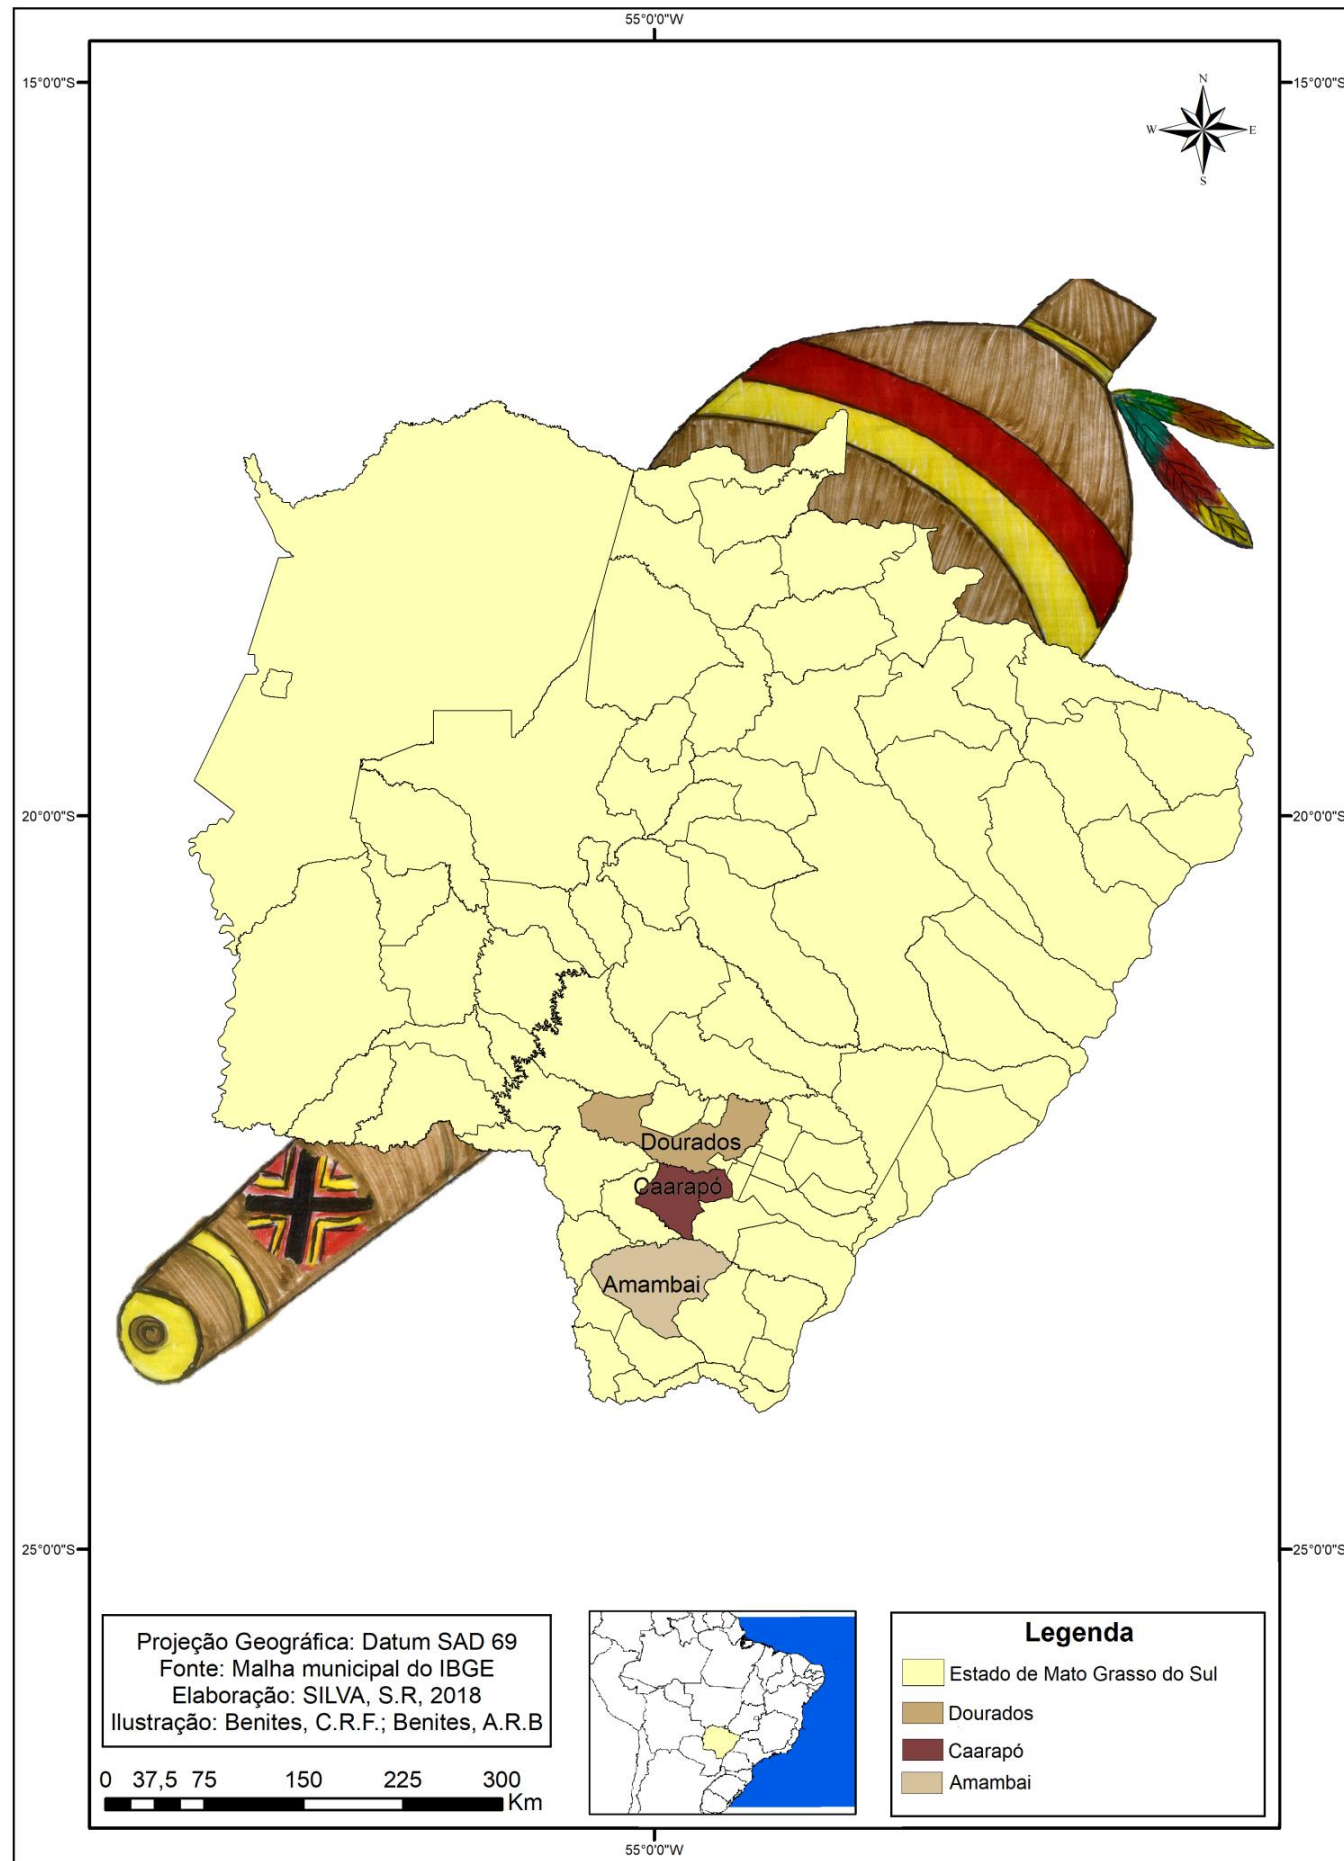 55°0'0"W
15°0'0"S
15°0'0"S
N
W
E
S
20°0'0"S
20°0'0"S
Dourados
Caarapó
Amambai
25°0'0"S
25°0'0"S
Projeção Geográfica: Datum SAD 69
Fonte: Malha municipal do IBGE
Elaboração: SILVA, S.R, 2018
Ilustração: Benites, C.R.F.; Benites, A.R.B
0 37,5 75 150 225 300
Km
Legenda
Estado de Mato Grasso do Sul
Dourados
Caarapó
Amambai
55°0'0"W